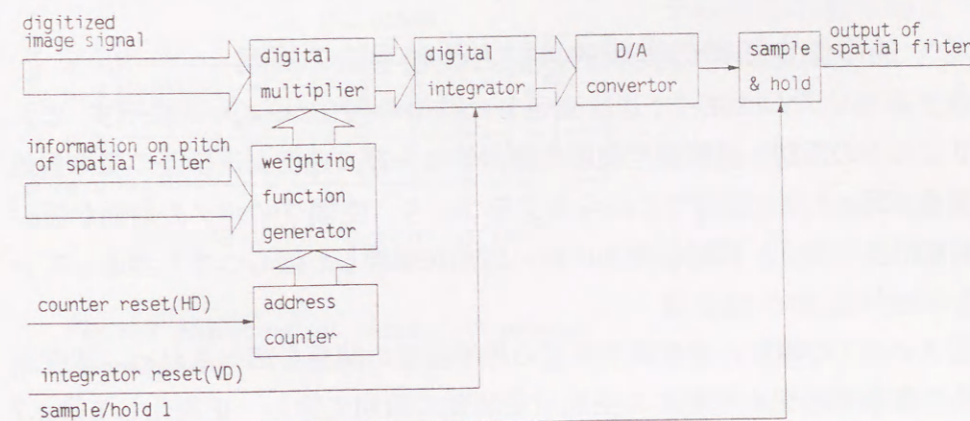 digitized
image signal
digital
multiplier
digital
integrator
D/A
convertor
sample
& hold
output of
spatial filter
information on pitch
of spatial filter
weighting
function
generator
counter reset(HD)
address
counter
integrator reset(VD)
sample/hold 1